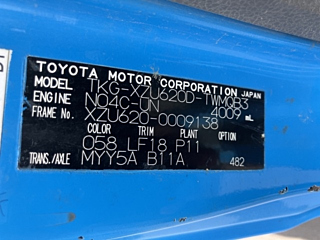 TOYOTA MOTOR CORPORATION JAPAN
MODEL TKG-XZU620D-TWMQB3
ENGINE N04C-UN 4009 mL
FRAME No. XZU620-0009138
COLOR TRIM PLANT OPTION
058 LF18 P11
TRANS./AXLE MYY5A B11A 482